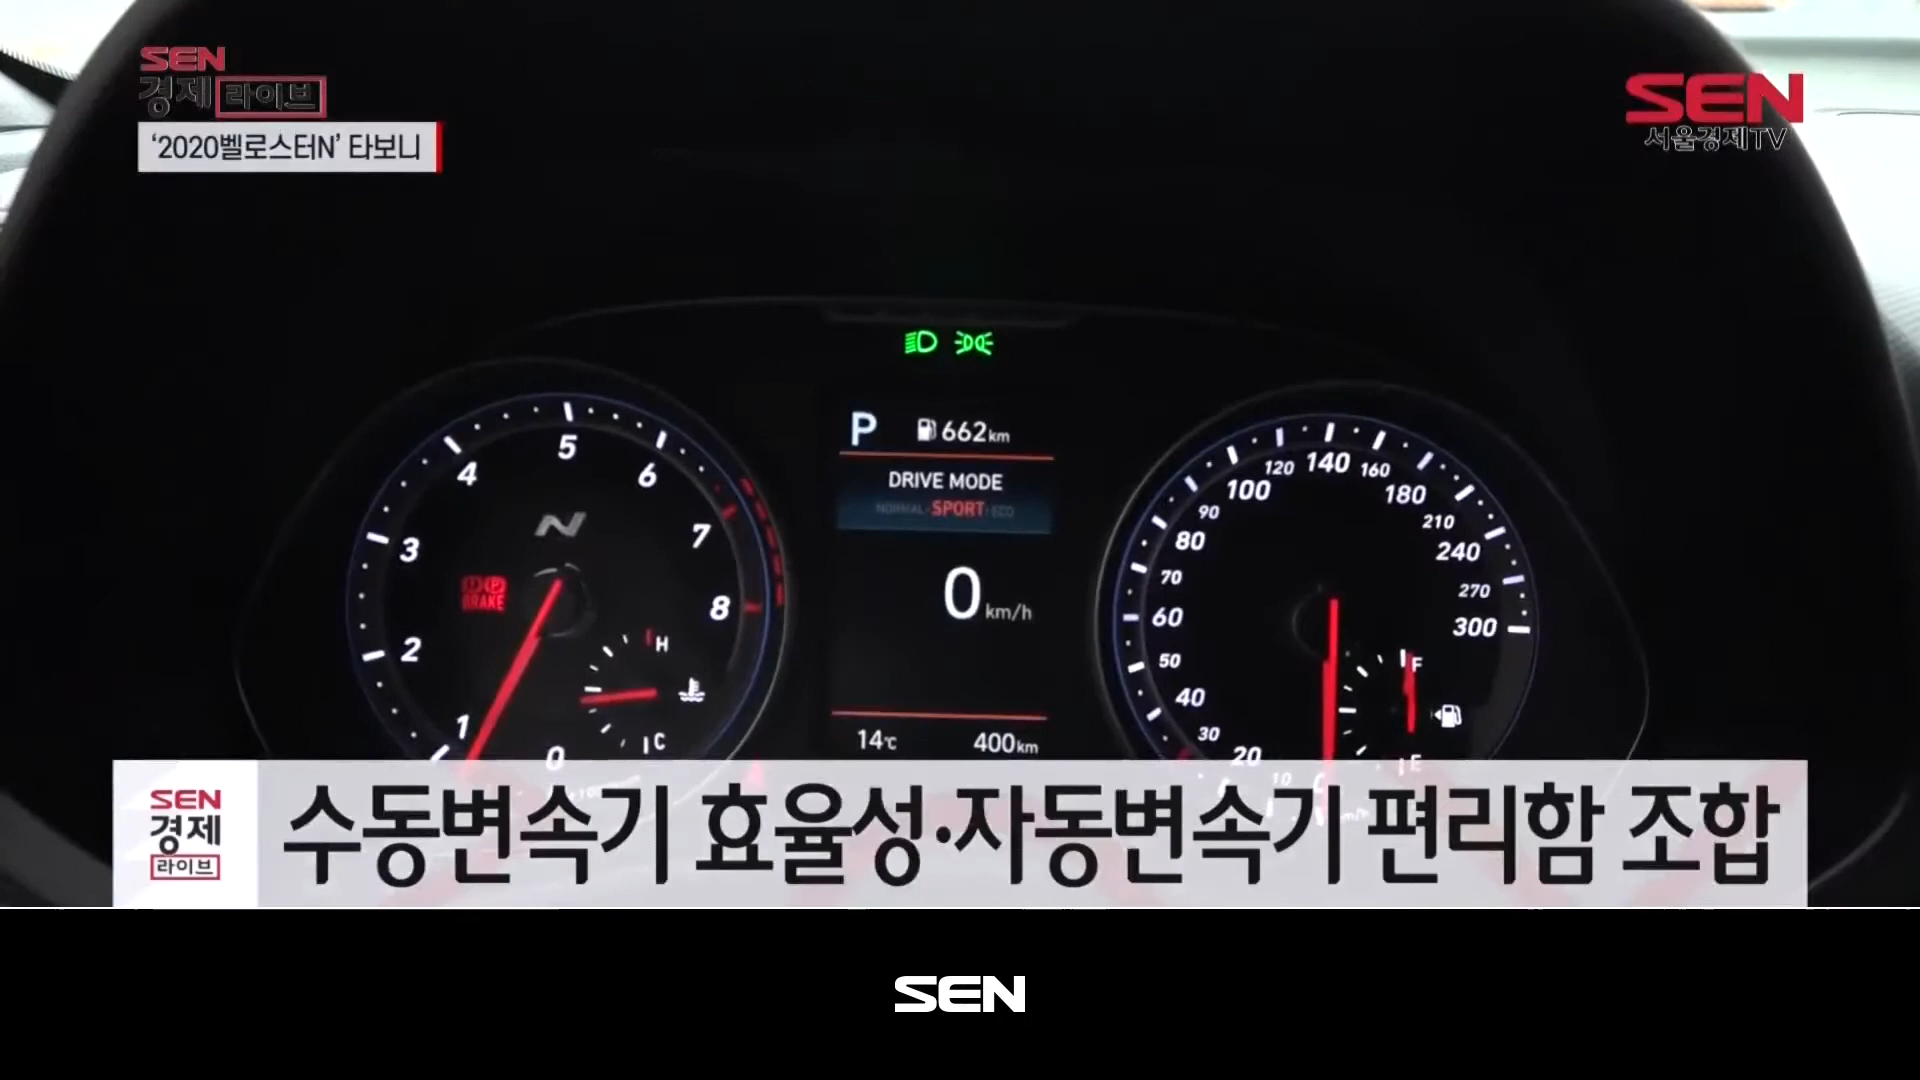 SEN
경제 라이브
‘2020벨로스터N’ 타보니
SEN
서울경제TV
P 662km
DRIVE MODE
NORMAL·SPORT·ECO
0 km/h
14℃ 400km
0 1 2 3 4 5 6 7 8
N
BRAKE
H
C
10 20 30 40 50 60 70 80 90 100 120 140 160 180 210 240 270 300
F
E
SEN
경제
라이브
수동변속기 효율성·자동변속기 편리함 조합
SEN